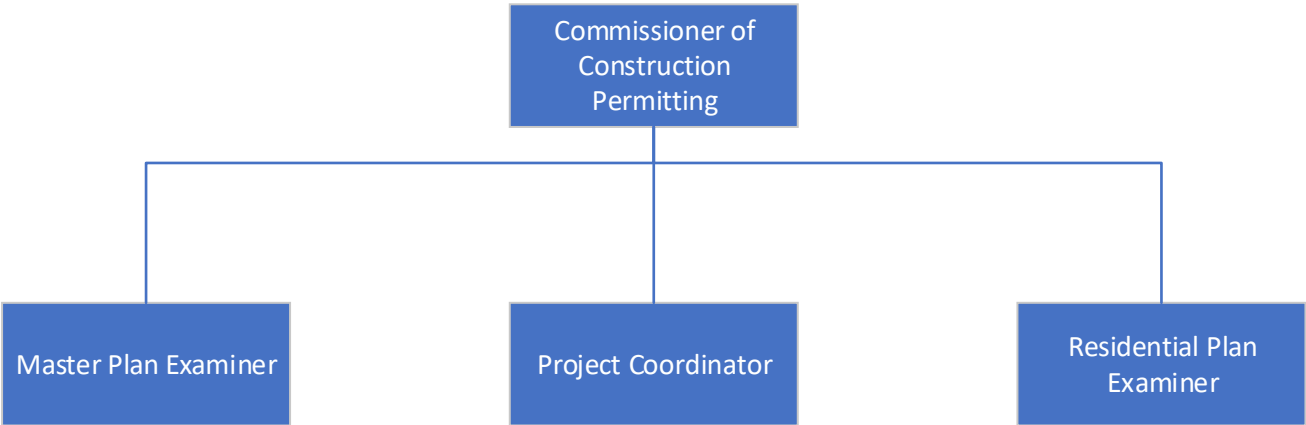 Commissioner of
Construction
Permitting
Master Plan Examiner
Project Coordinator
Residential Plan
Examiner